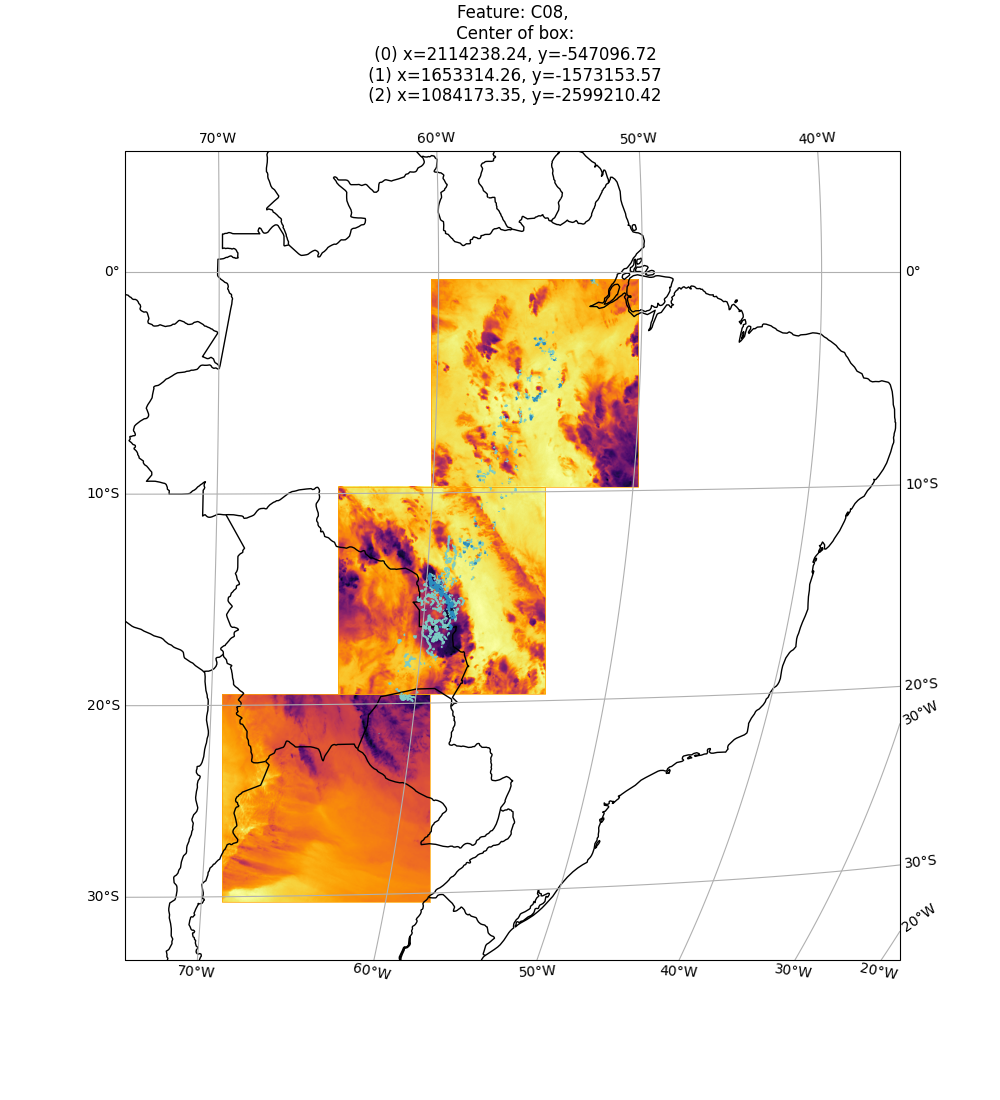 Feature: C08,
Center of box:
(0) x=2114238.24, y=-547096.72
(1) x=1653314.26, y=-1573153.57
(2) x=1084173.35, y=-2599210.42
70°W 60°W 50°W 40°W
0° 0°
10°S 10°S
20°S 20°S
30°W
30°S 30°S
20°W
70°W 60°W 50°W 40°W 30°W 20°W